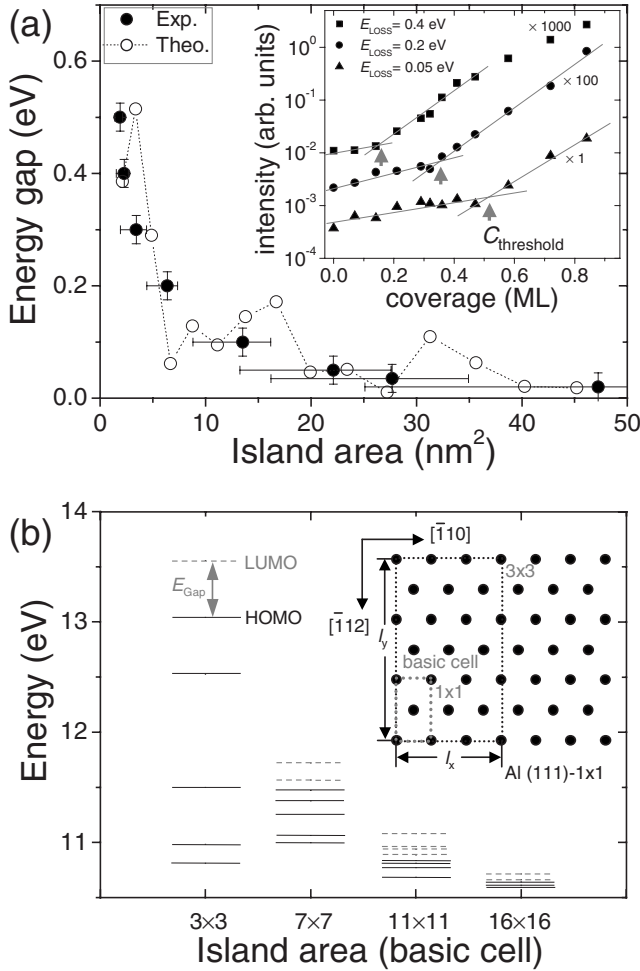 (a)
Exp.
Theo.
E_LOSS= 0.4 eV
E_LOSS= 0.2 eV
E_LOSS= 0.05 eV
× 1000
× 100
× 1
C_threshold
intensity (arb. units)
10^0
10^-1
10^-2
10^-3
10^-4
0.0 0.2 0.4 0.6 0.8
coverage (ML)
Energy gap (eV)
0.6
0.4
0.2
0.0
0 10 20 30 40 50
Island area (nm²)
(b)
Energy (eV)
14
13
12
11
LUMO
E_Gap
HOMO
[1̄10]
[1̄12]
3x3
l_y
basic cell
1x1
l_x
Al (111)-1x1
3×3 7×7 11×11 16×16
Island area (basic cell)